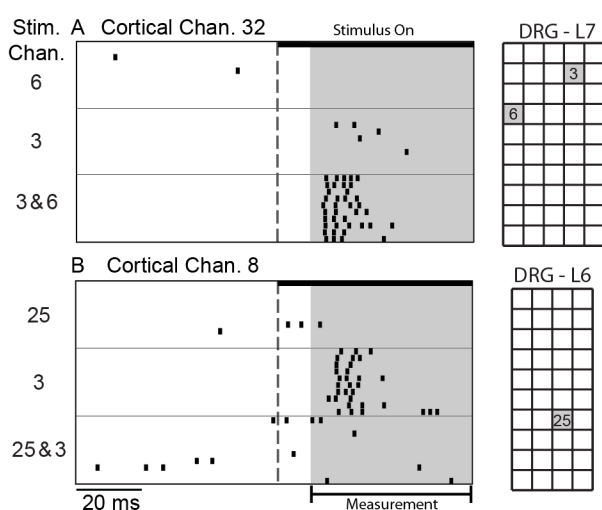 Stim.
Chan.
A Cortical Chan. 32
Stimulus On
DRG - L7
6
3
3 & 6
3
6
B Cortical Chan. 8
DRG - L6
25
3
25 & 3
25
20 ms
Measurement